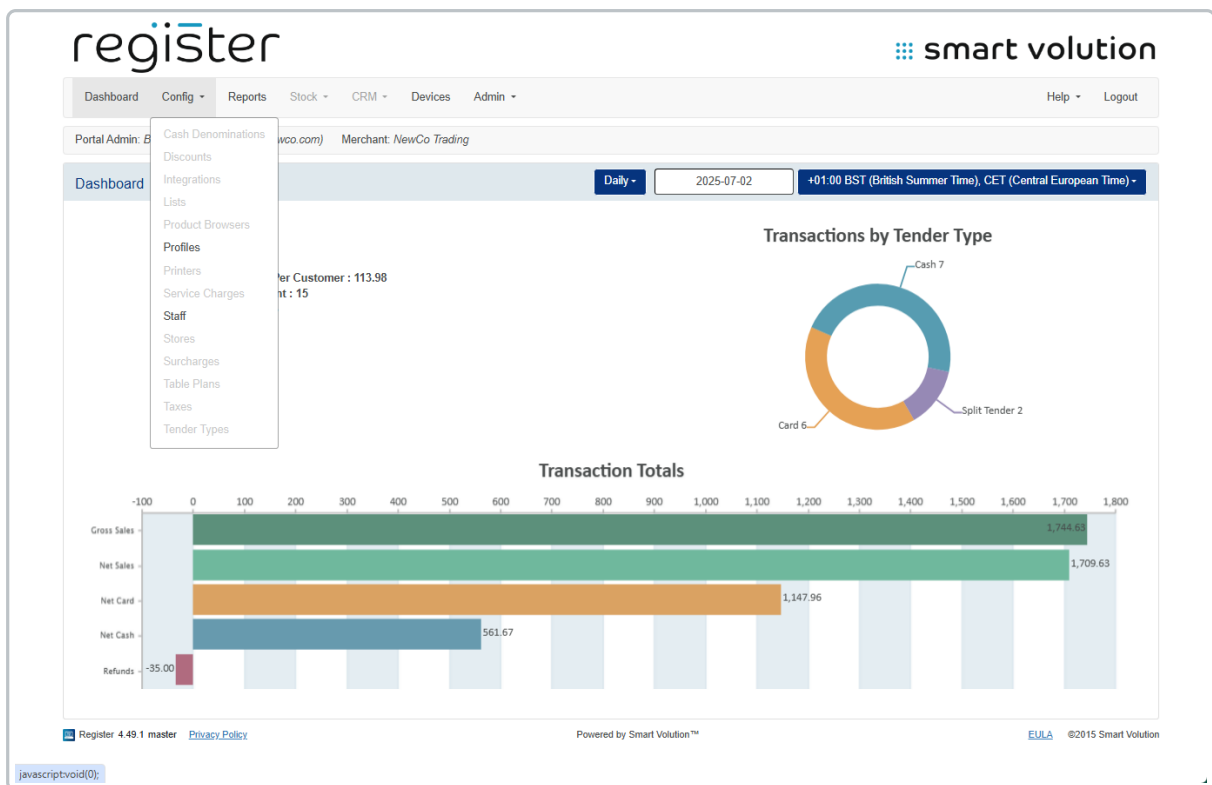 register
smart volution
Dashboard Config Reports Stock CRM Devices Admin Help Logout
Portal Admin: B wco.com) Merchant: NewCo Trading
Cash Denominations
Discounts
Integrations
Lists
Product Browsers
Profiles
Printers
Service Charges
Staff
Stores
Surcharges
Table Plans
Taxes
Tender Types
Dashboard
Daily 2025-07-02 +01:00 BST (British Summer Time), CET (Central European Time)
Per Customer : 113.98
nt : 15
Transactions by Tender Type
Cash 7
Split Tender 2
Card 6
Transaction Totals
-100 0 100 200 300 400 500 600 700 800 900 1,000 1,100 1,200 1,300 1,400 1,500 1,600 1,700 1,800
Gross Sales 1,744.63
Net Sales 1,709.63
Net Card 1,147.96
Net Cash 561.67
Refunds -35.00
Register 4.49.1 master Privacy Policy Powered by Smart Volution™ EULA ©2015 Smart Volution
javascript:void(0);